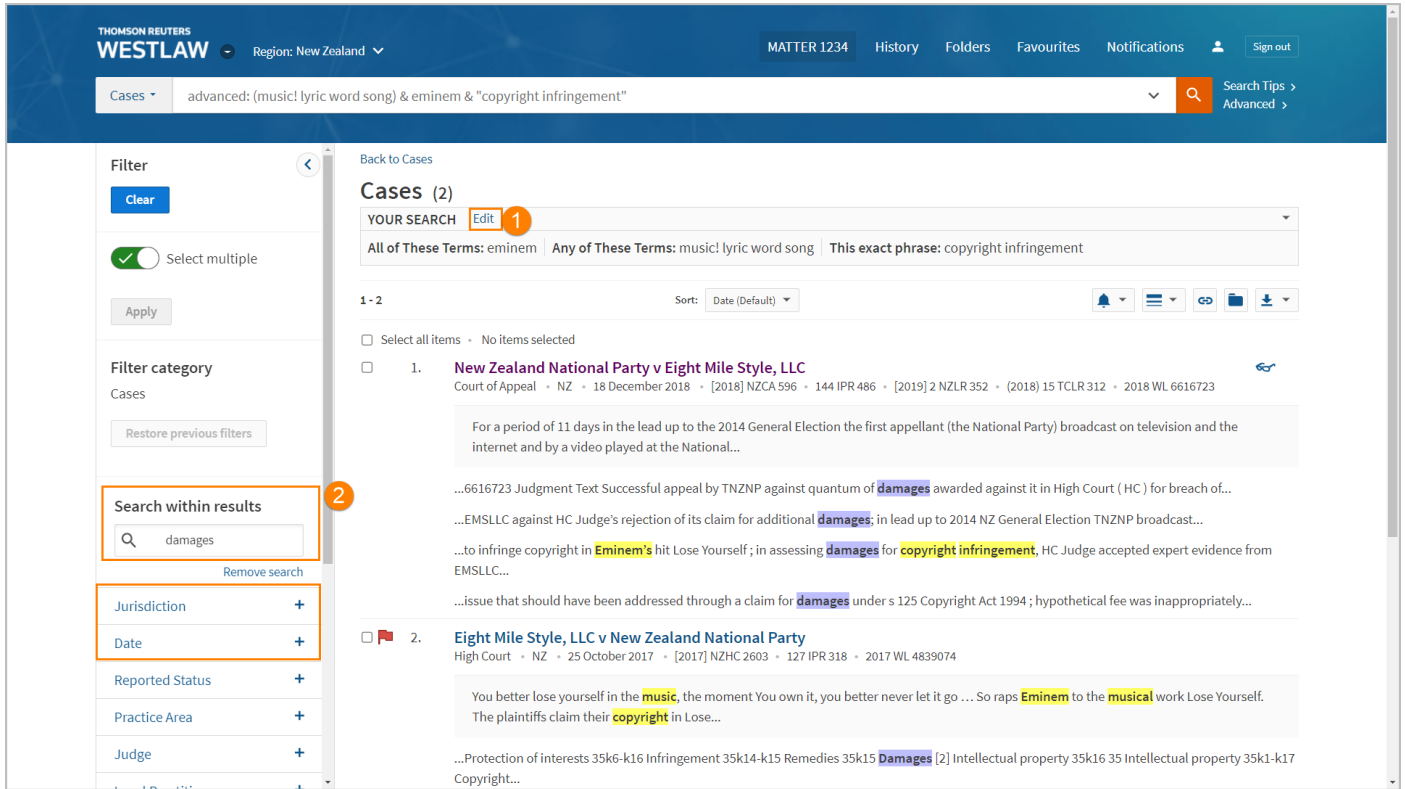 THOMSON REUTERS
WESTLAW
Region: New Zealand
MATTER 1234 History Folders Favourites Notifications Sign out
Cases advanced: (music! lyric word song) & eminem & "copyright infringement"
Search Tips
Advanced
Filter
Clear
Select multiple
Apply
Filter category
Cases
Restore previous filters
2
Search within results
damages
Remove search
Jurisdiction +
Date +
Reported Status +
Practice Area +
Judge +
Back to Cases
Cases (2)
YOUR SEARCH Edit 1
All of These Terms: eminem Any of These Terms: music! lyric word song This exact phrase: copyright infringement
1 - 2 Sort: Date (Default)
Select all items • No items selected
1. New Zealand National Party v Eight Mile Style, LLC
Court of Appeal • NZ • 18 December 2018 • [2018] NZCA 596 • 144 IPR 486 • [2019] 2 NZLR 352 • (2018) 15 TCLR 312 • 2018 WL 6616723
For a period of 11 days in the lead up to the 2014 General Election the first appellant (the National Party) broadcast on television and the
internet and by a video played at the National...
...6616723 Judgment Text Successful appeal by TNZNP against quantum of damages awarded against it in High Court ( HC ) for breach of...
...EMSLLC against HC Judge's rejection of its claim for additional damages; in lead up to 2014 NZ General Election TNZNP broadcast...
...to infringe copyright in Eminem's hit Lose Yourself ; in assessing damages for copyright infringement, HC Judge accepted expert evidence from
EMSLLC...
...issue that should have been addressed through a claim for damages under s 125 Copyright Act 1994 ; hypothetical fee was inappropriately...
2. Eight Mile Style, LLC v New Zealand National Party
High Court • NZ • 25 October 2017 • [2017] NZHC 2603 • 127 IPR 318 • 2017 WL 4839074
You better lose yourself in the music, the moment You own it, you better never let it go … So raps Eminem to the musical work Lose Yourself.
The plaintiffs claim their copyright in Lose...
...Protection of interests 35k6-k16 Infringement 35k14-k15 Remedies 35k15 Damages [2] Intellectual property 35k16 35 Intellectual property 35k1-k17
Copyright...